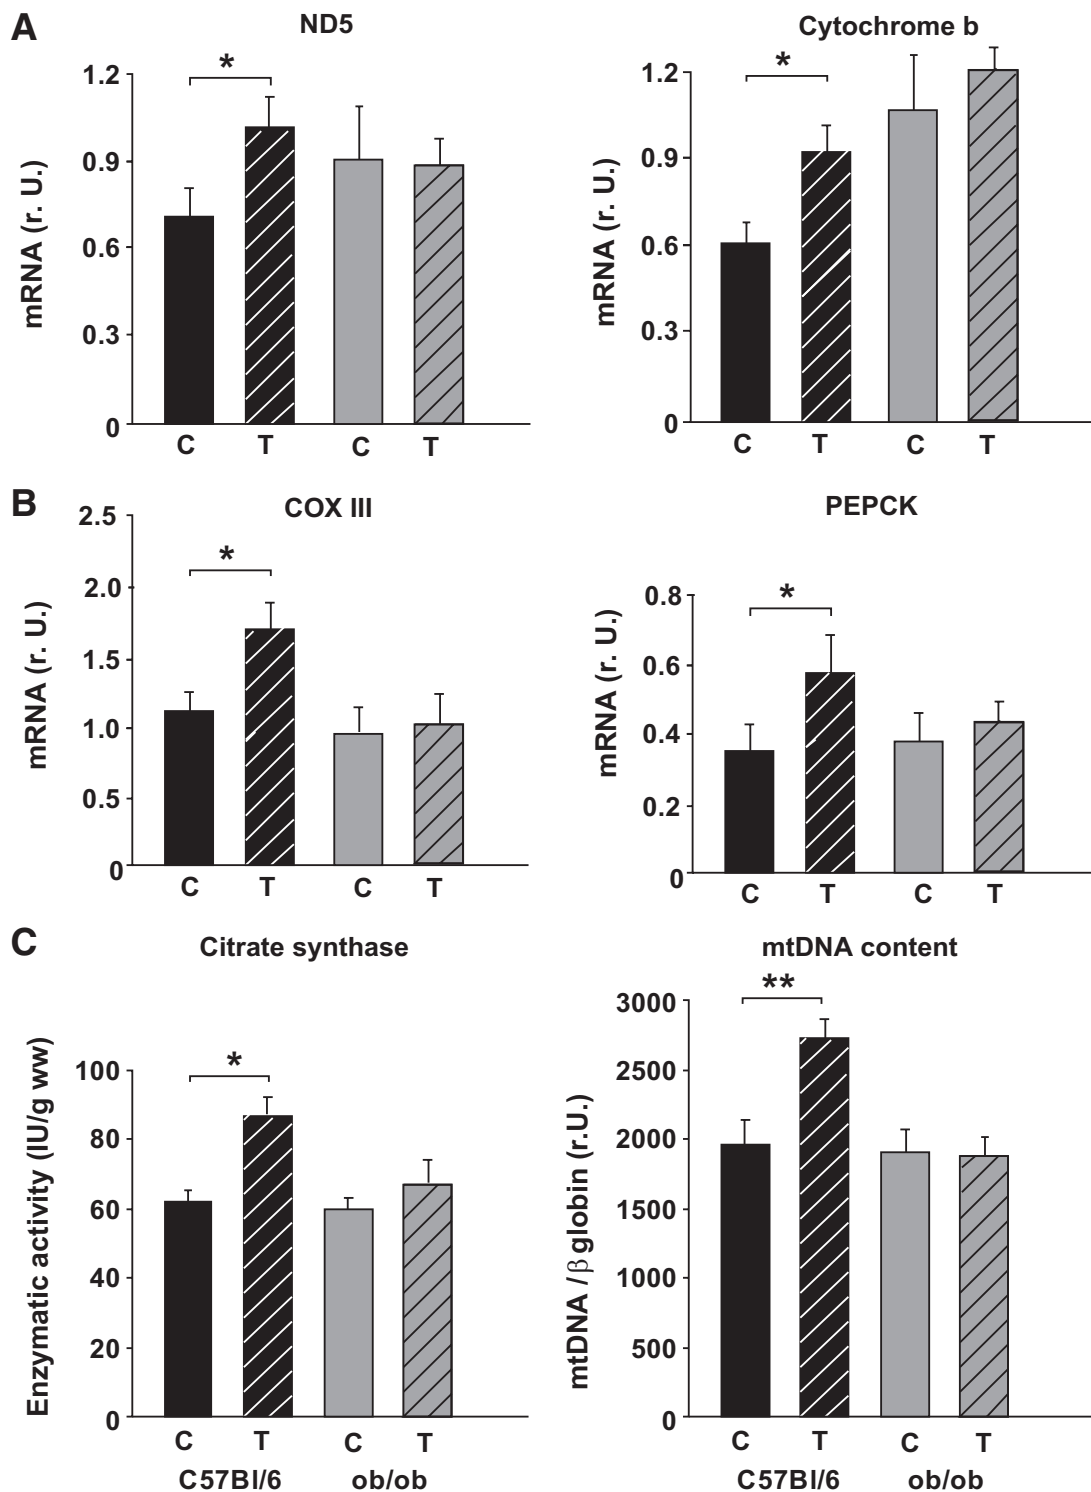 A
ND5
Cytochrome b
*
*
mRNA (r. U.)
1.2
0.9
0.6
0.3
0
mRNA (r. U.)
1.2
0.9
0.6
0.3
0
C T C T
C T C T
B
COX III
PEPCK
*
*
mRNA (r. U.)
2.5
2.0
1.5
1.0
0.5
0
mRNA (r. U.)
0.8
0.6
0.4
0.2
0
C T C T
C T C T
C
Citrate synthase
mtDNA content
*
**
Enzymatic activity (IU/g ww)
100
80
60
40
20
0
mtDNA /β globin (r.U.)
3000
2500
2000
1500
1000
500
0
C T C T
C T C T
C57Bl/6 ob/ob
C57Bl/6 ob/ob